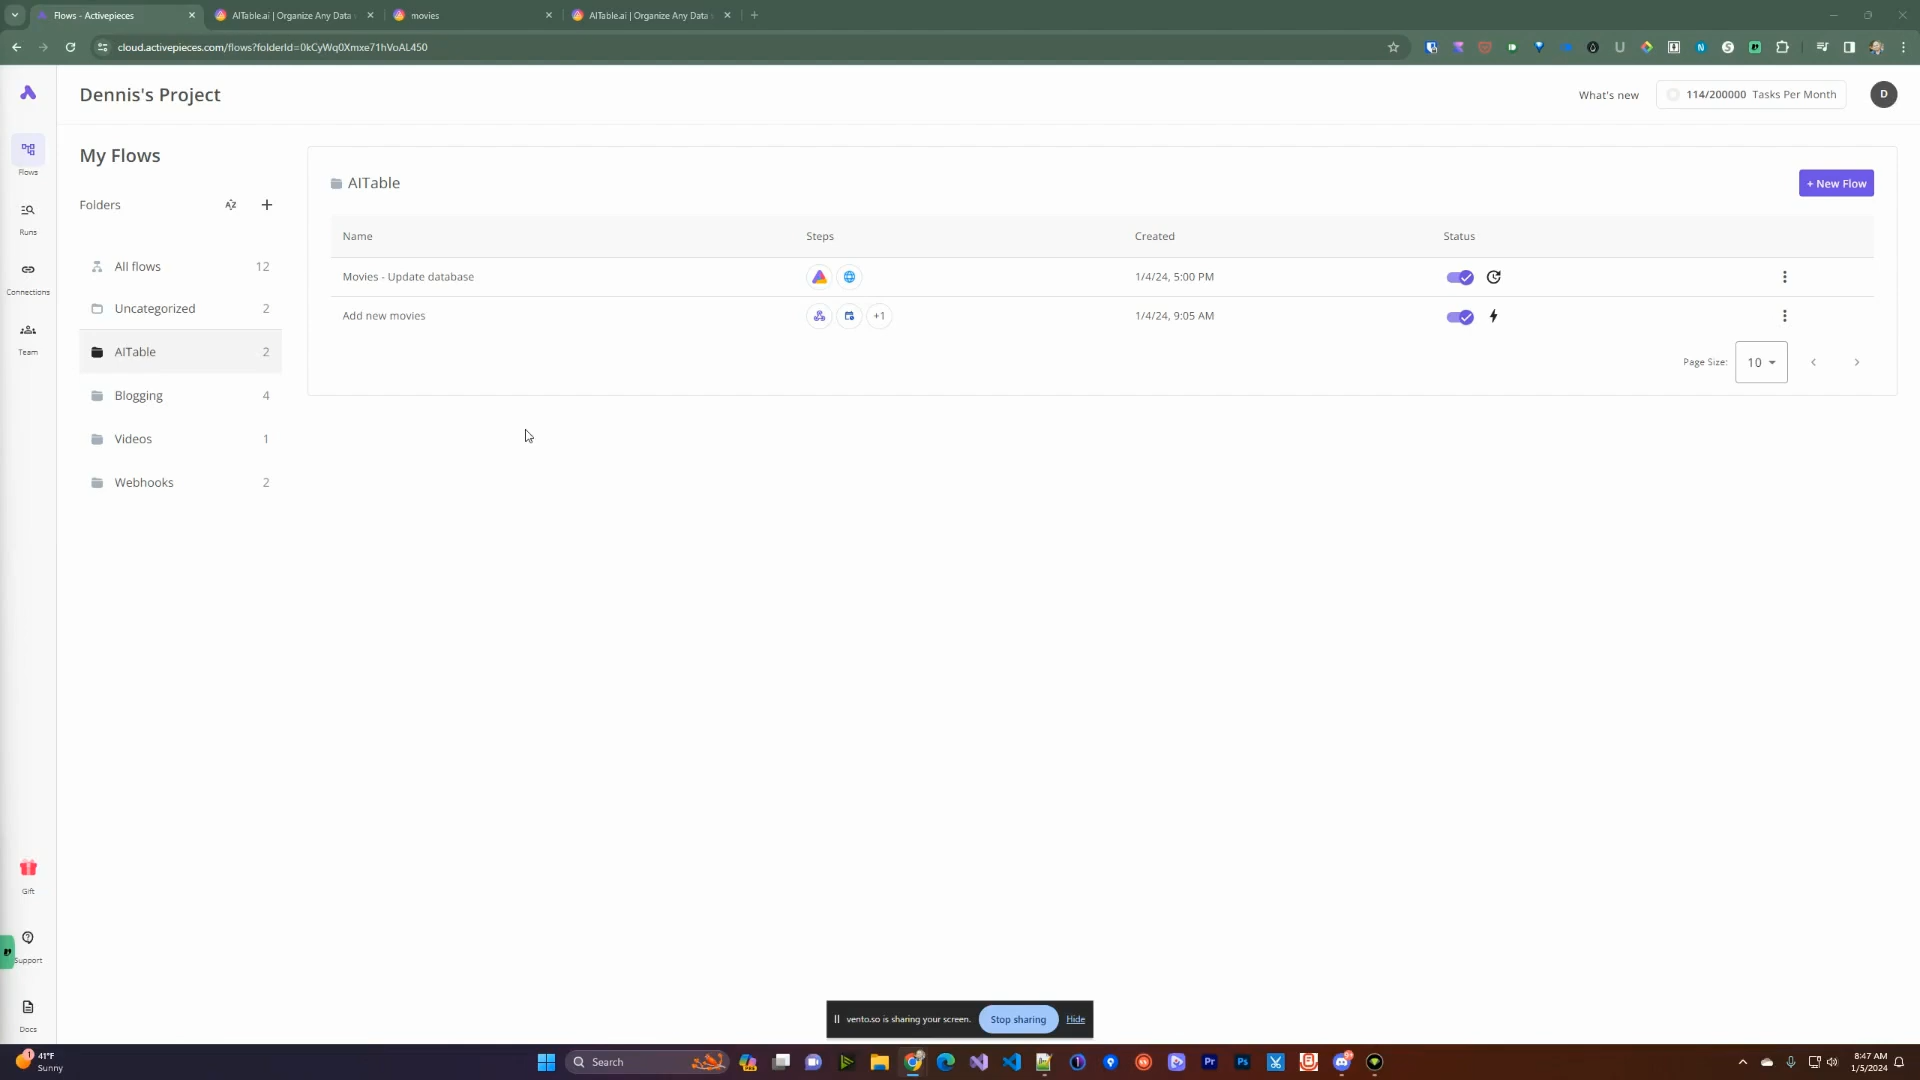 Flows - Activepieces
AITable.ai | Organize Any Data
movies
AITable.ai | Organize Any Data
cloud.activepieces.com/flows?folderId=0kCyWq0Xmxe71hVoAL450
Dennis's Project
What's new
114/200000 Tasks Per Month
D
Flows
Runs
Connections
Team
My Flows
Folders
All flows 12
Uncategorized 2
AITable 2
Blogging 4
Videos 1
Webhooks 2
AITable
+ New Flow
Name Steps Created Status
Movies - Update database 1/4/24, 5:00 PM
Add new movies +1 1/4/24, 9:05 AM
Page Size: 10
Gift
Support
Docs
vento.so is sharing your screen. Stop sharing Hide
41°F
Sunny
Search
Pr
Ps
8:47 AM
1/5/2024